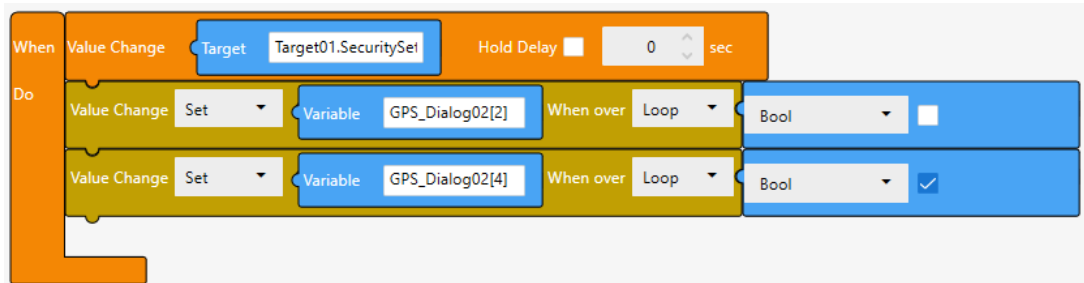 When Value Change Target Target01.SecuritySet Hold Delay 0 sec
Do
Value Change Set Variable GPS_Dialog02[2] When over Loop Bool
Value Change Set Variable GPS_Dialog02[4] When over Loop Bool